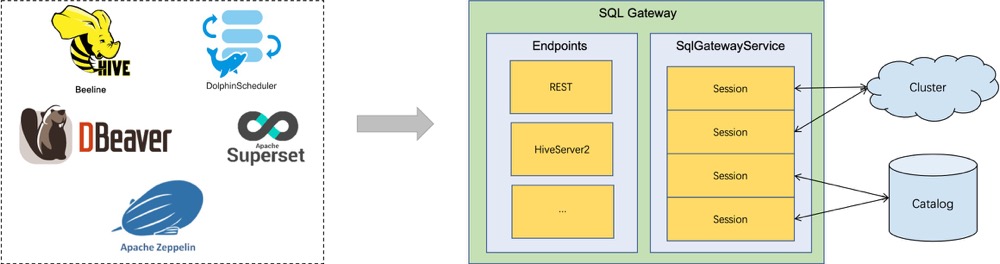 HIVE
Beeline
DolphinScheduler
DBeaver
Apache
Superset
Apache Zeppelin
SQL Gateway
Endpoints
REST
HiveServer2
...
SqlGatewayService
Session
Session
Session
Session
Cluster
Catalog